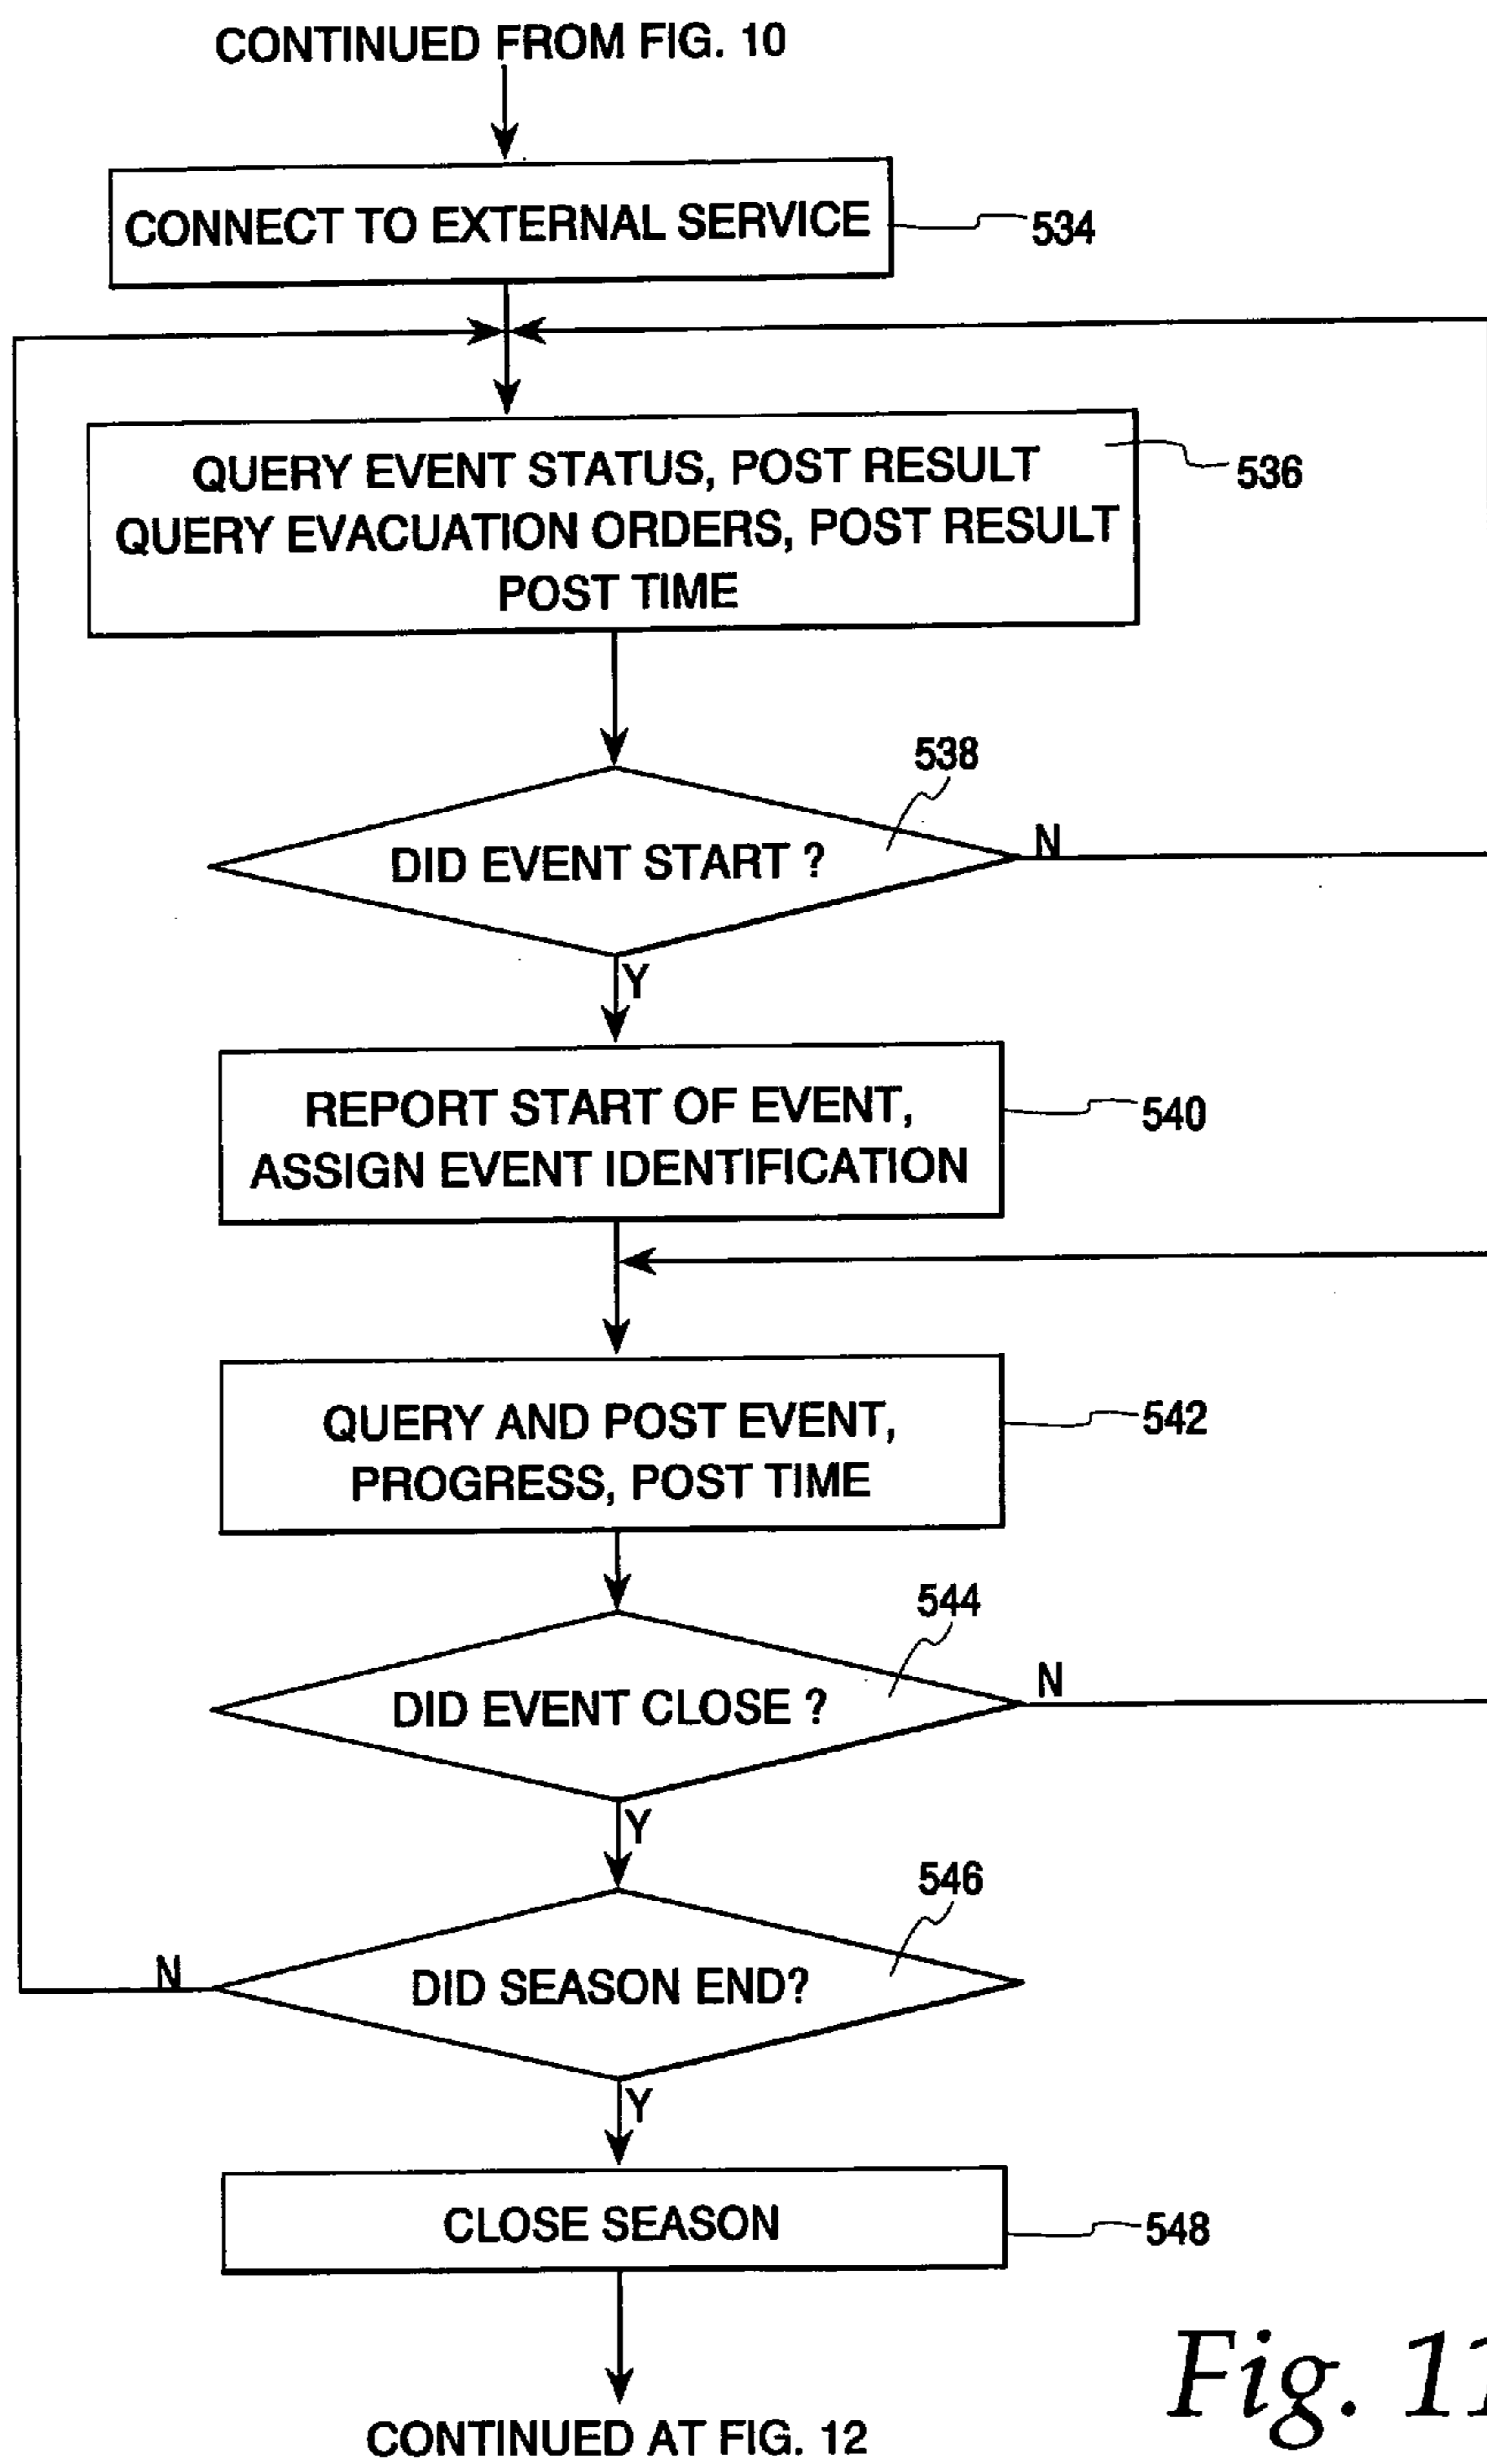 CONTINUED FROM FIG. 10
CONNECT TO EXTERNAL SERVICE
534
QUERY EVENT STATUS, POST RESULT
536
QUERY EVACUATION ORDERS, POST RESULT
POST TIME
538
DID EVENT START ?
N
Y
REPORT START OF EVENT,
540
ASSIGN EVENT IDENTIFICATION
QUERY AND POST EVENT,
542
PROGRESS, POST TIME
544
DID EVENT CLOSE ?
N
Y
546
DID SEASON END?
N
Y
CLOSE SEASON
548
Fig. 11
CONTINUED AT FIG. 12